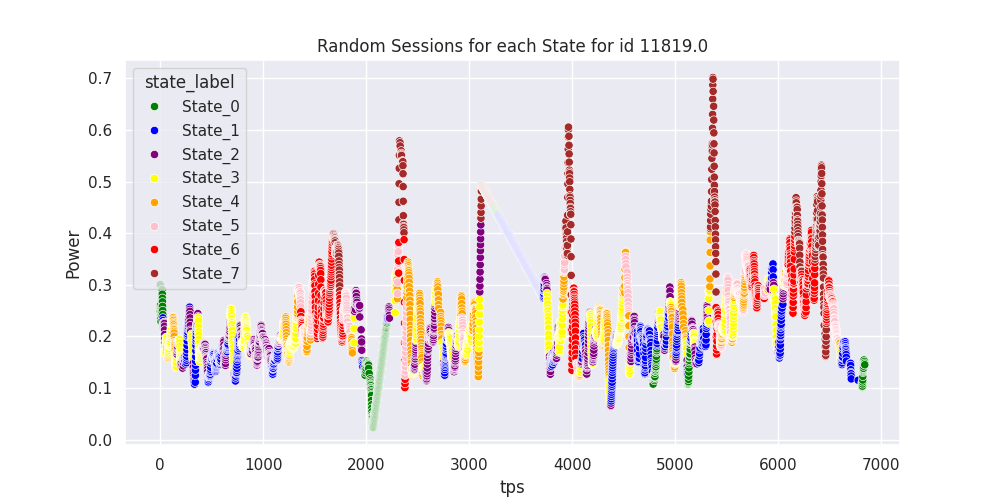 Random Sessions for each State for id 11819.0
state_label
State_0
State_1
State_2
State_3
State_4
State_5
State_6
State_7
Power
0.7
0.6
0.5
0.4
0.3
0.2
0.1
0.0
0 1000 2000 3000 4000 5000 6000 7000
tps